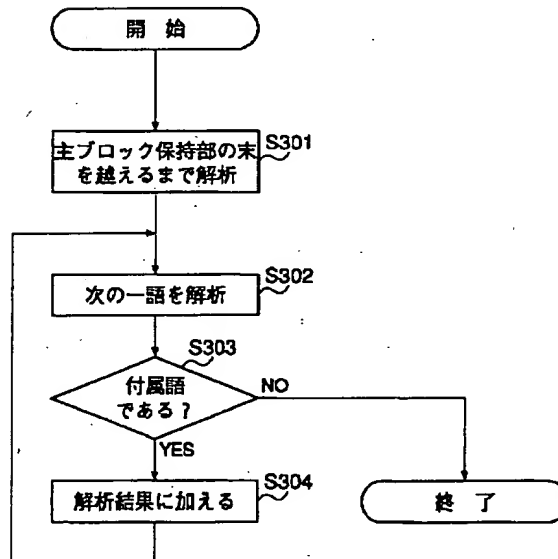 開始
主ブロック保持部の末
を越えるまで解析
S301
次の一語を解析
S302
付属語
である？
S303
NO
YES
解析結果に加える
S304
終了